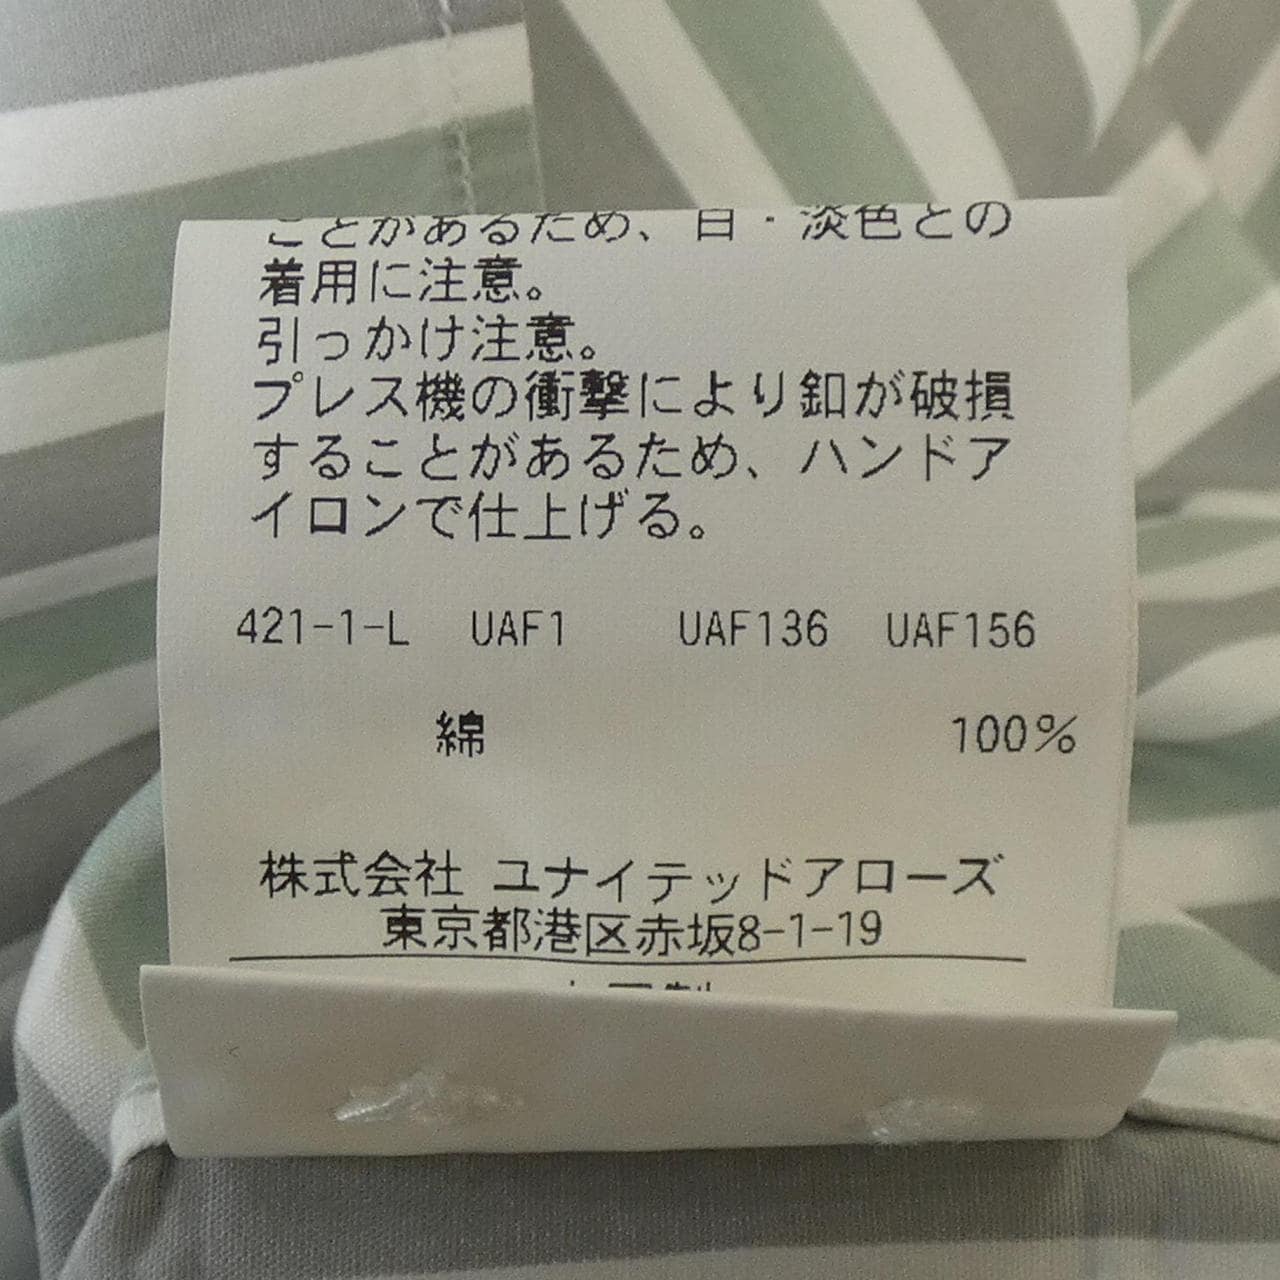 ことがあるため、白・淡色との
着用に注意。
引っかけ注意。
プレス機の衝撃により釦が破損
することがあるため、ハンドア
イロンで仕上げる。
421-1-L UAF1 UAF136 UAF156
綿 100%
株式会社 ユナイテッドアローズ
東京都港区赤坂8-1-19